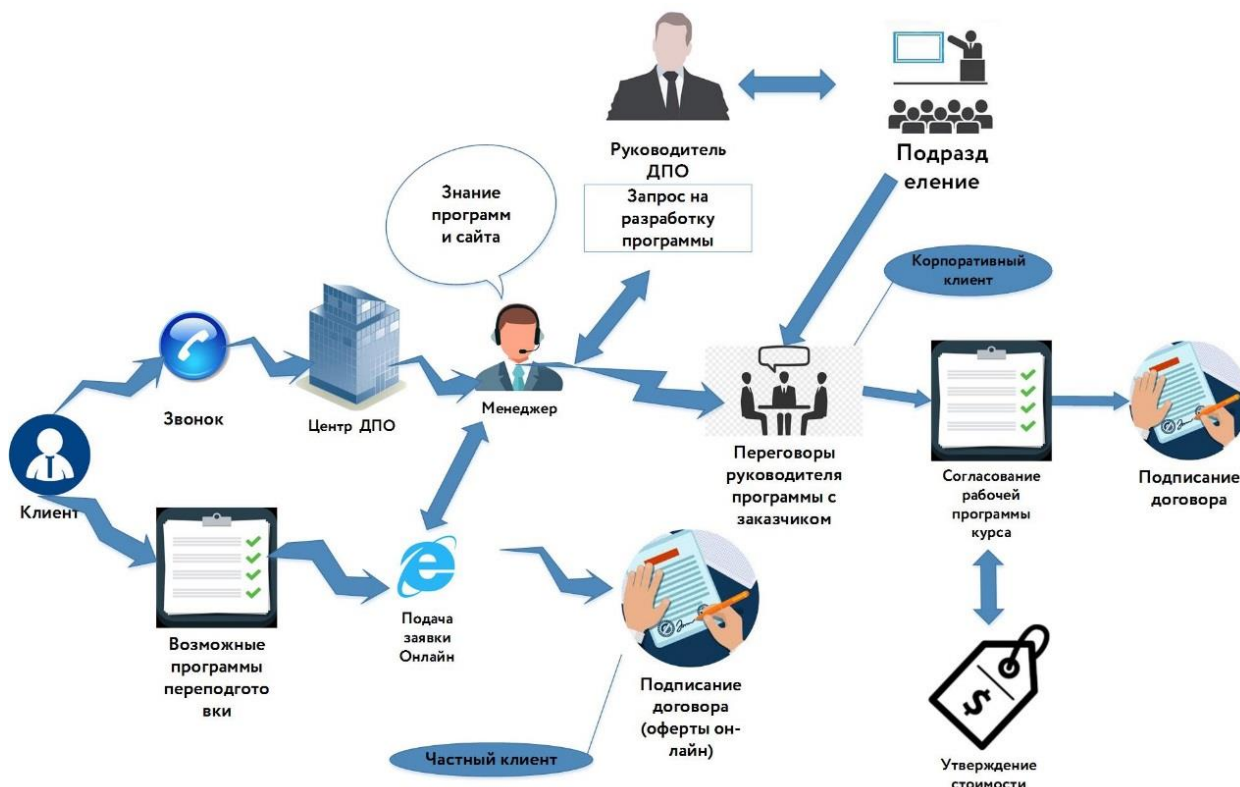 Руководитель
ДПО
Запрос на
разработку
программы
Подразд
еление
Знание
программ
и сайта
Корпоративный
клиент
Звонок
Центр ДПО
Менеджер
Клиент
Переговоры
руководителя
программы с
заказчиком
Согласование
рабочей
программы
курса
Подписание
договора
Возможные
программы
переподгото
вки
Подача
заявки
Онлайн
Подписание
договора
(оферты он-
лайн)
Частный клиент
$
Утверждение
стоимости